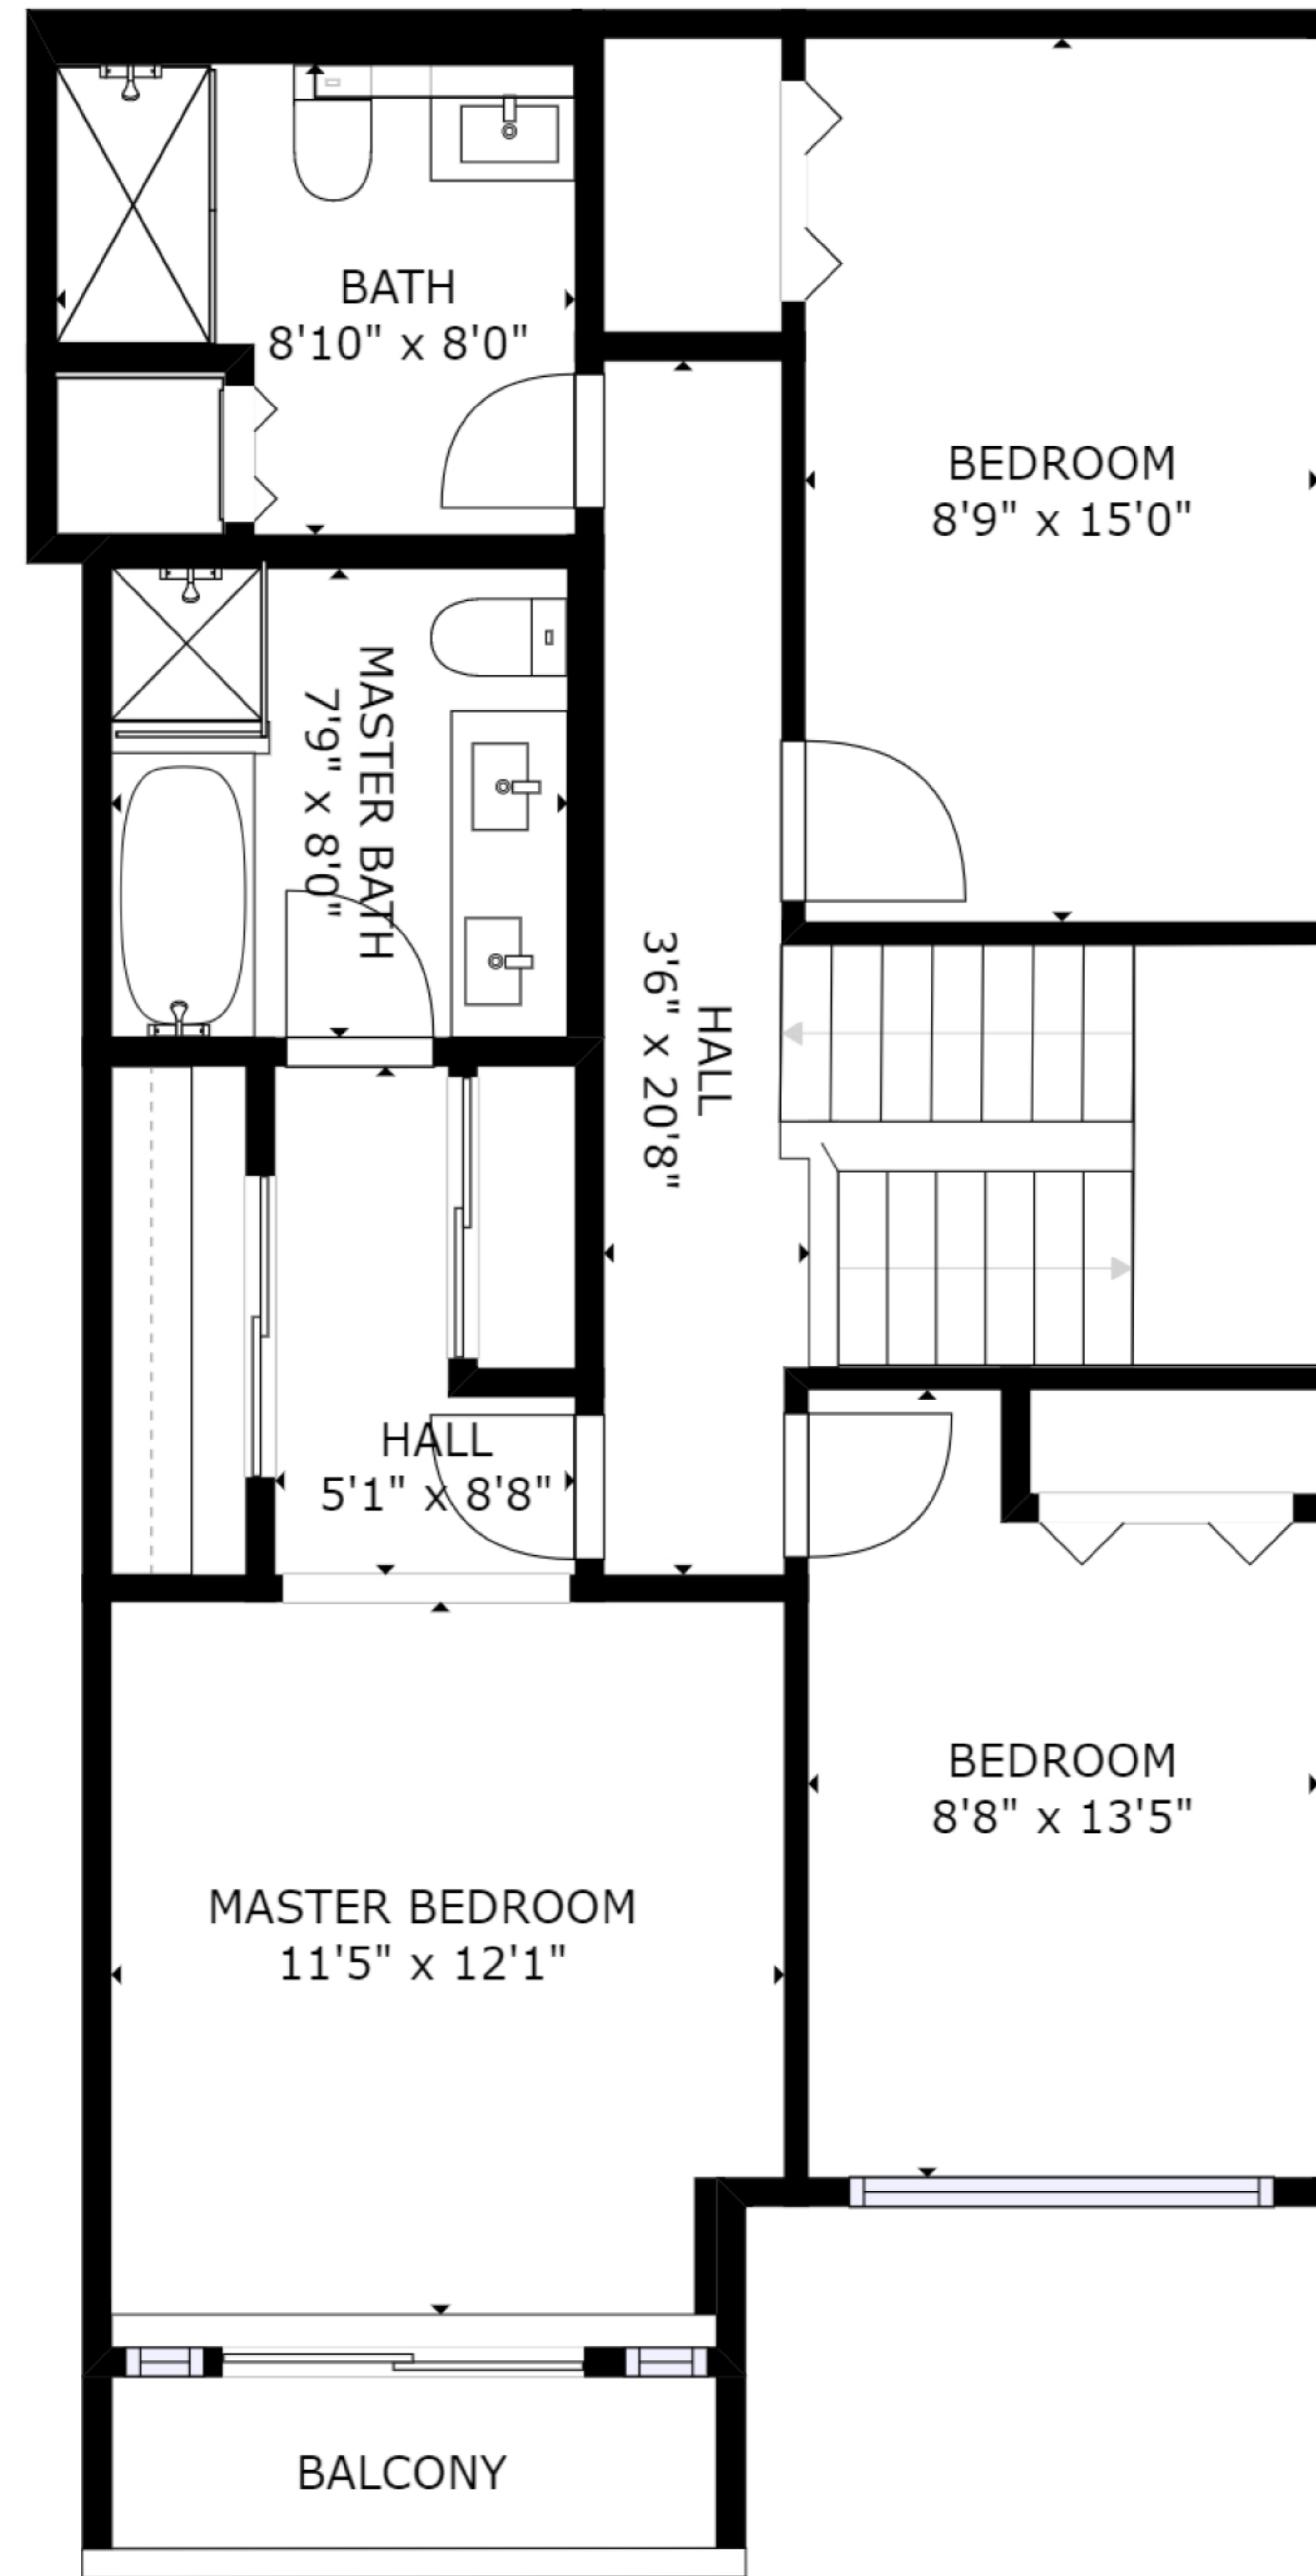 BATH
8'10" x 8'0"
BEDROOM
8'9" x 15'0"
MASTER BATH
7'9" x 8'0"
HALL
3'6" x 20'8"
HALL
5'1" x 8'8"
BEDROOM
8'8" x 13'5"
MASTER BEDROOM
11'5" x 12'1"
BALCONY